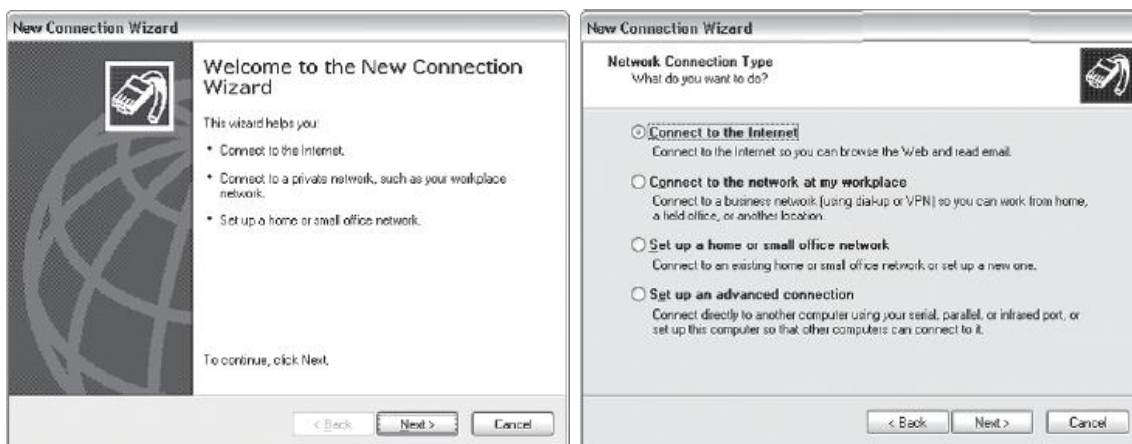 New Connection Wizard
Welcome to the New Connection
Wizard
This wizard helps you:
• Connect to the Internet.
• Connect to a private network, such as your workplace
network.
• Set up a home or small office network.
To continue, click Next.
< Back
Next >
Cancel
New Connection Wizard
Network Connection Type
What do you want to do?
Connect to the Internet
Connect to the Internet so you can browse the Web and read email.
Connect to the network at my workplace
Connect to a business network (using dial-up or VPN) so you can work from home,
a field office, or another location.
Set up a home or small office network
Connect to an existing home or small office network or set up a new one.
Set up an advanced connection
Connect directly to another computer using your serial, parallel, or infrared port, or
set up this computer so that other computers can connect to it.
< Back
Next >
Cancel